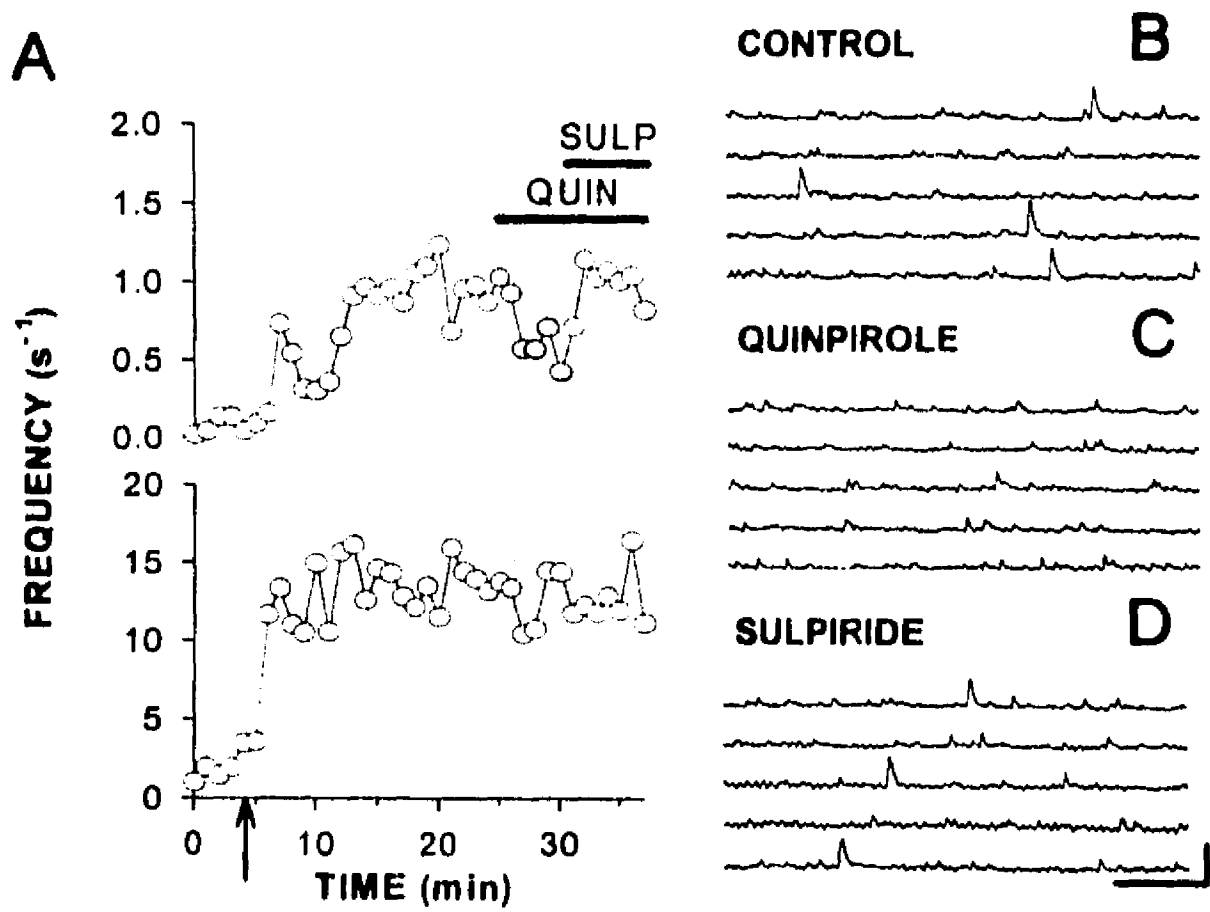 A
FREQUENCY (s⁻¹)
2.0
1.5
1.0
0.5
0.0
SULP
QUIN
20
15
10
5
0
0
10
20
30
TIME (min)
CONTROL
B
QUINPIROLE
C
SULPIRIDE
D